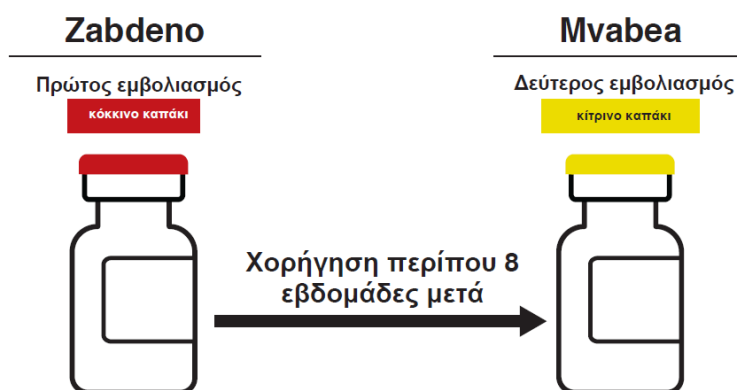 Zabdeno
Πρώτος εμβολιασμός
κόκκινο καπάκι
Mvabea
Δεύτερος εμβολιασμός
κίτρινο καπάκι
Χορήγηση περίπου 8
εβδομάδες μετά